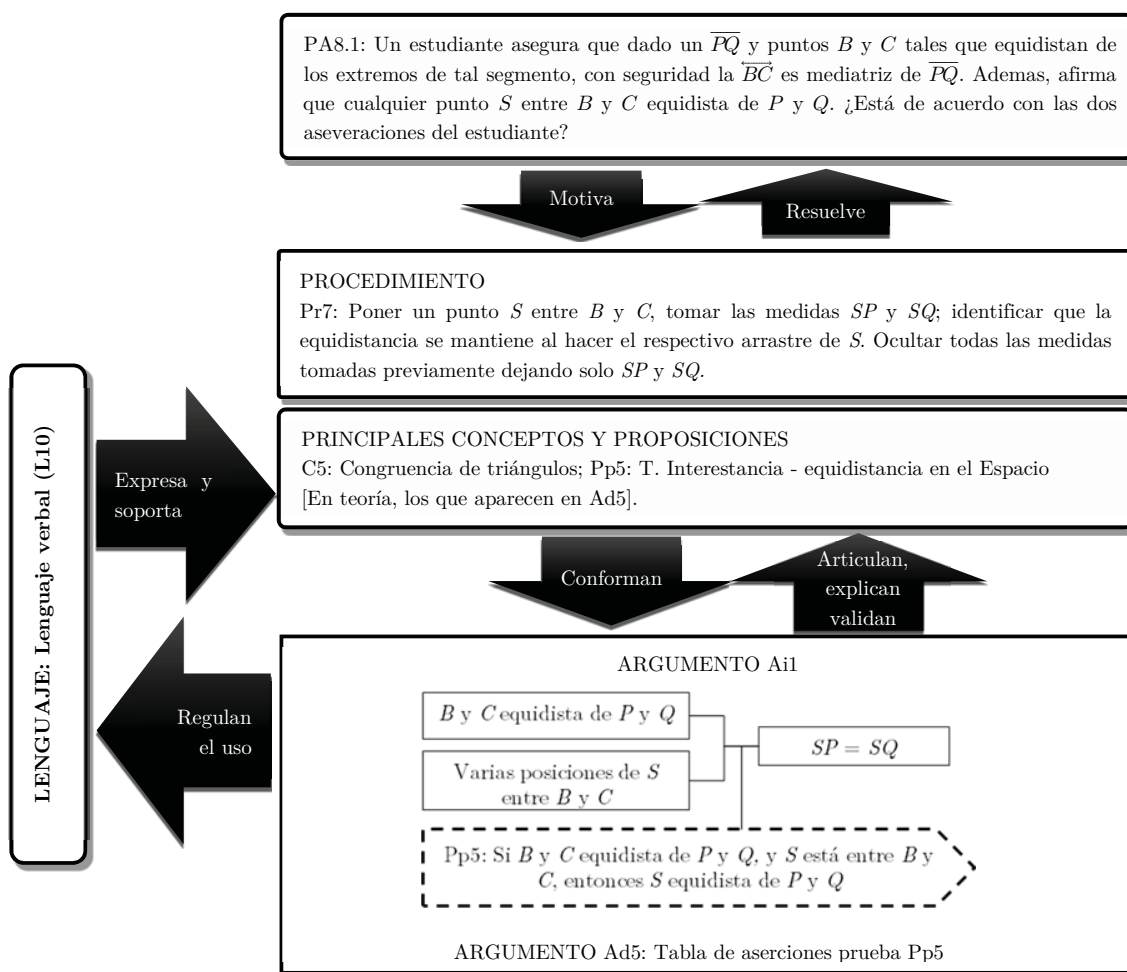 PA8.1: Un estudiante asegura que dado un PQ y puntos B y C tales que equidistan de
los extremos de tal segmento, con seguridad la BC es mediatriz de PQ. Ademas, afirma
que cualquier punto S entre B y C equidista de P y Q. ¿Está de acuerdo con las dos
aseveraciones del estudiante?
Motiva
Resuelve
PROCEDIMIENTO
Pr7: Poner un punto S entre B y C, tomar las medidas SP y SQ; identificar que la
equidistancia se mantiene al hacer el respectivo arrastre de S. Ocultar todas las medidas
tomadas previamente dejando solo SP y SQ.
LENGUAJE: Lenguaje verbal (L10)
Expresa y
soporta
PRINCIPALES CONCEPTOS Y PROPOSICIONES
C5: Congruencia de triángulos; Pp5: T. Interestancia - equidistancia en el Espacio
[En teoría, los que aparecen en Ad5].
Conforman
Articulan,
explican
validan
Regulan
el uso
ARGUMENTO Ai1
B y C equidista de P y Q
Varias posiciones de S
entre B y C
SP = SQ
Pp5: Si B y C equidista de P y Q, y S está entre B y
C, entonces S equidista de P y Q
ARGUMENTO Ad5: Tabla de aserciones prueba Pp5